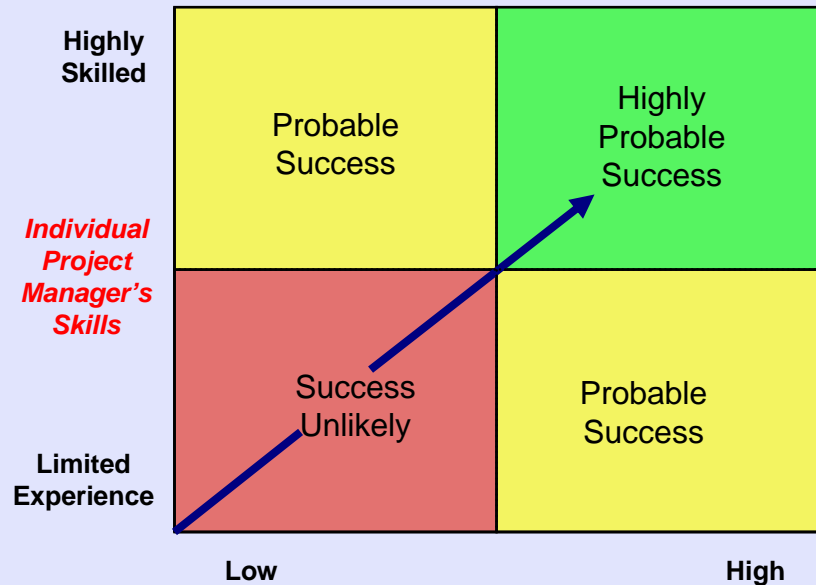 Highly
Skilled
Probable
Success
Highly
Probable
Success
Individual
Project
Manager’s
Skills
Success
Unlikely
Probable
Success
Limited
Experience
Low
High